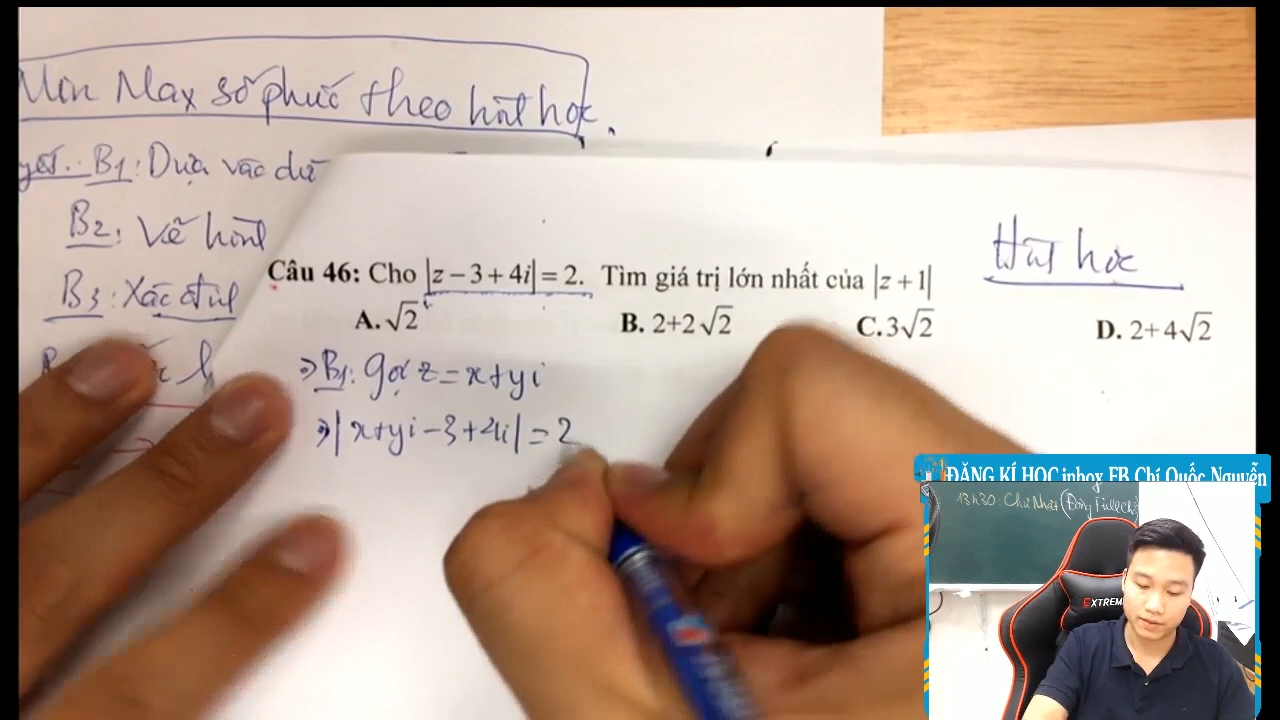 Min Max số phức theo hình học.
B1: Dựa vào dữ
B2: Vẽ hình
B3: Xác định
Hình học
Câu 46: Cho |z − 3 + 4i| = 2. Tìm giá trị lớn nhất của |z + 1|
A. √2 B. 2+2√2 C. 3√2 D. 2+4√2
⇒ B1: Gọi z = x + yi
⇒ |x + yi − 3 + 4i| = 2
ĐĂNG KÍ HỌC inbox FB Chí Quốc Nguyễn
13h30: Chủ Nhật
EXTREME